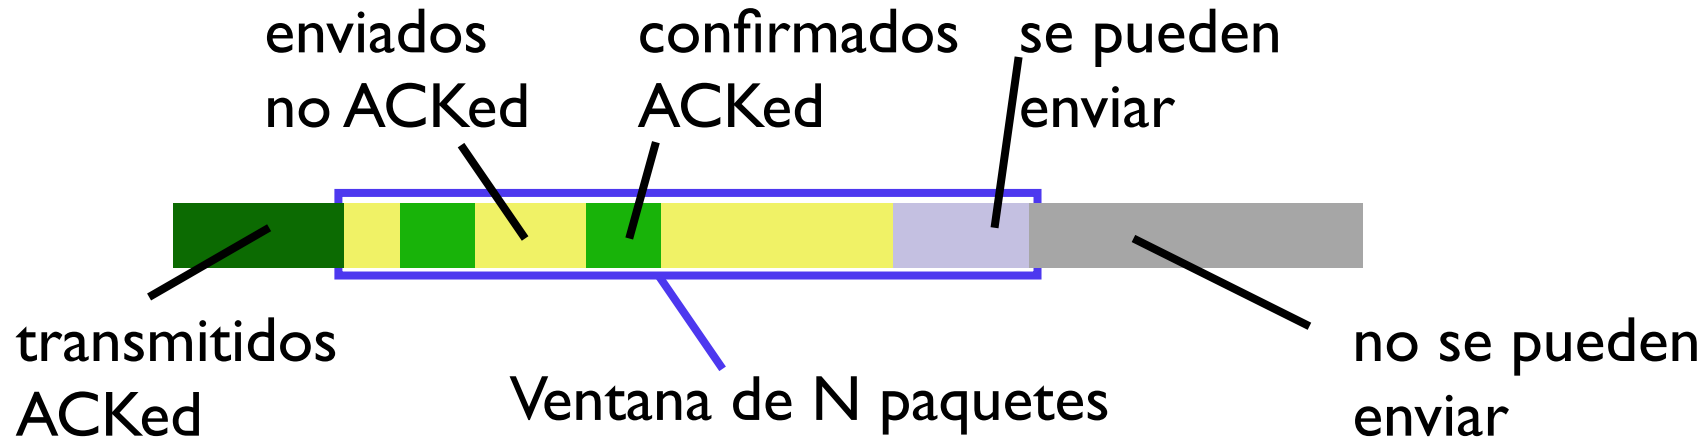 enviados
no ACKed
confirmados
ACKed
se pueden
enviar
transmitidos
ACKed
Ventana de N paquetes
no se pueden
enviar